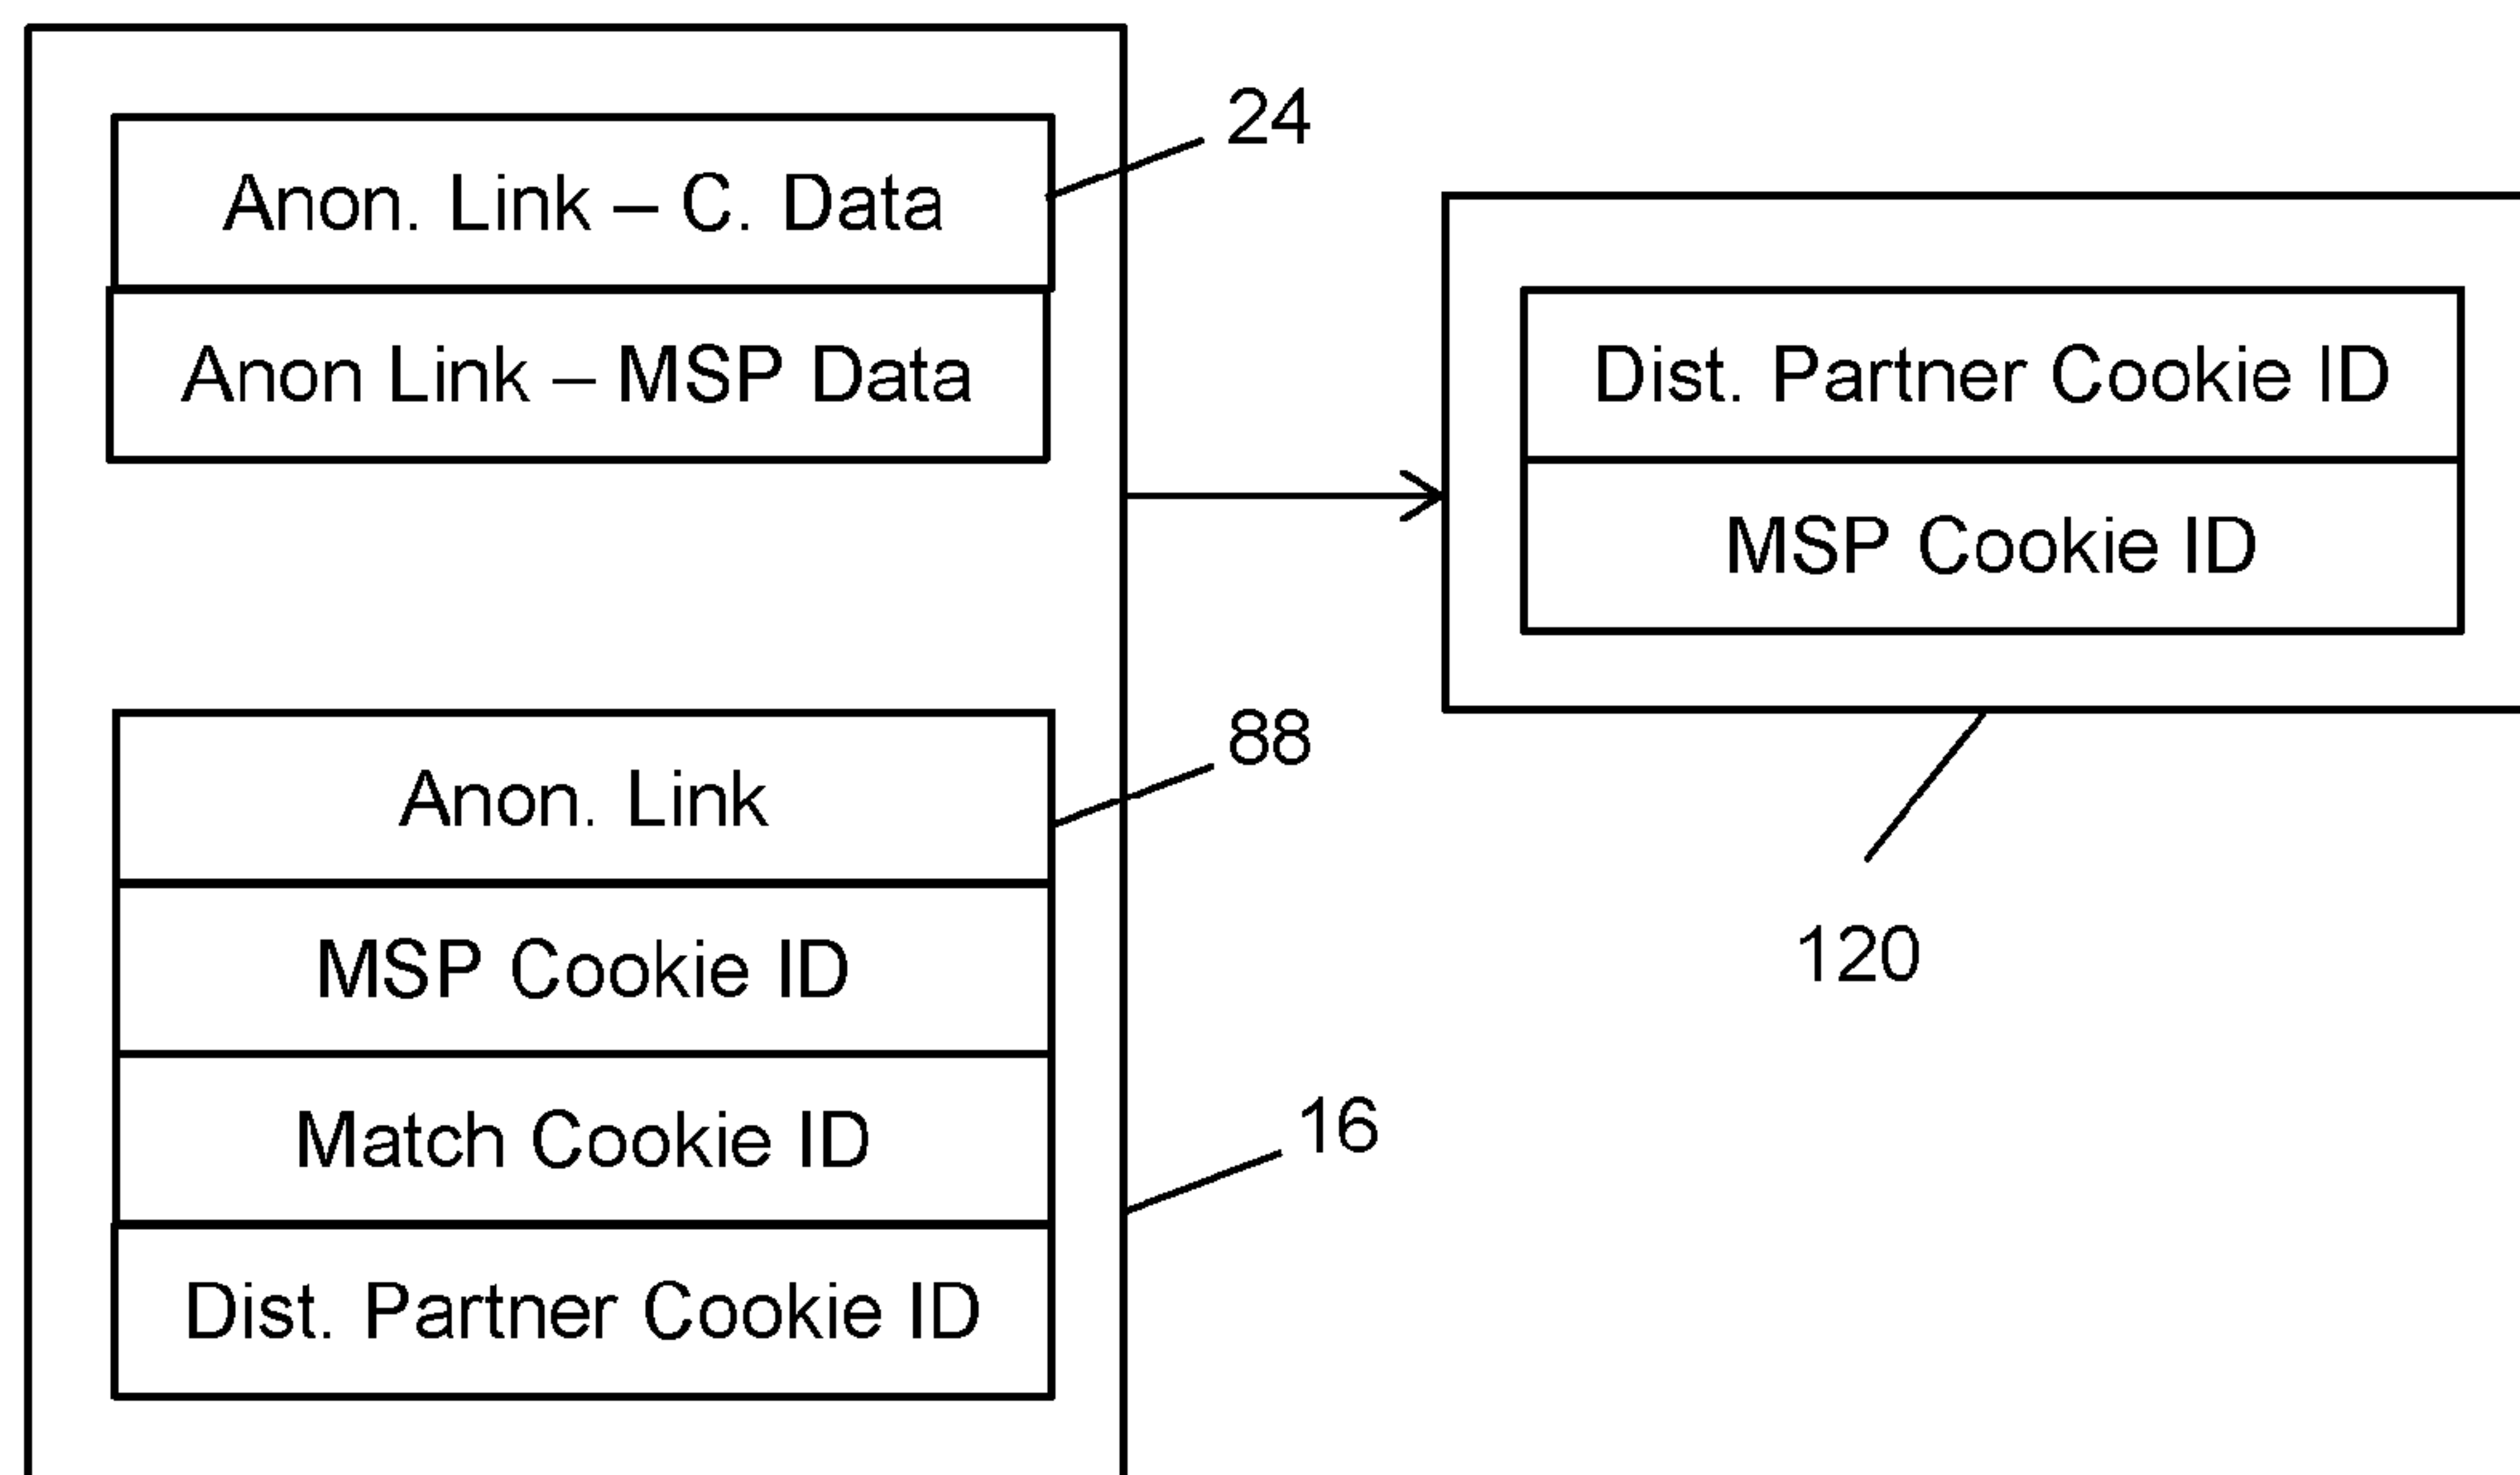 24
Anon. Link – C. Data
Anon Link – MSP Data
Dist. Partner Cookie ID
MSP Cookie ID
88
Anon. Link
MSP Cookie ID
120
Match Cookie ID
16
Dist. Partner Cookie ID